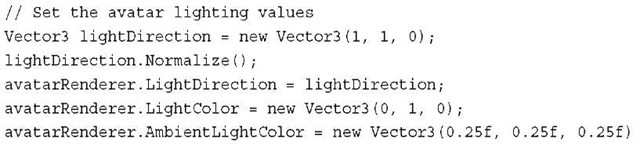 // Set the avatar lighting values
Vector3 lightDirection = new Vector3(1, 1, 0);
lightDirection.Normalize();
avatarRenderer.LightDirection = lightDirection;
avatarRenderer.LightColor = new Vector3(0, 1, 0);
avatarRenderer.AmbientLightColor = new Vector3(0.25f, 0.25f, 0.25f)